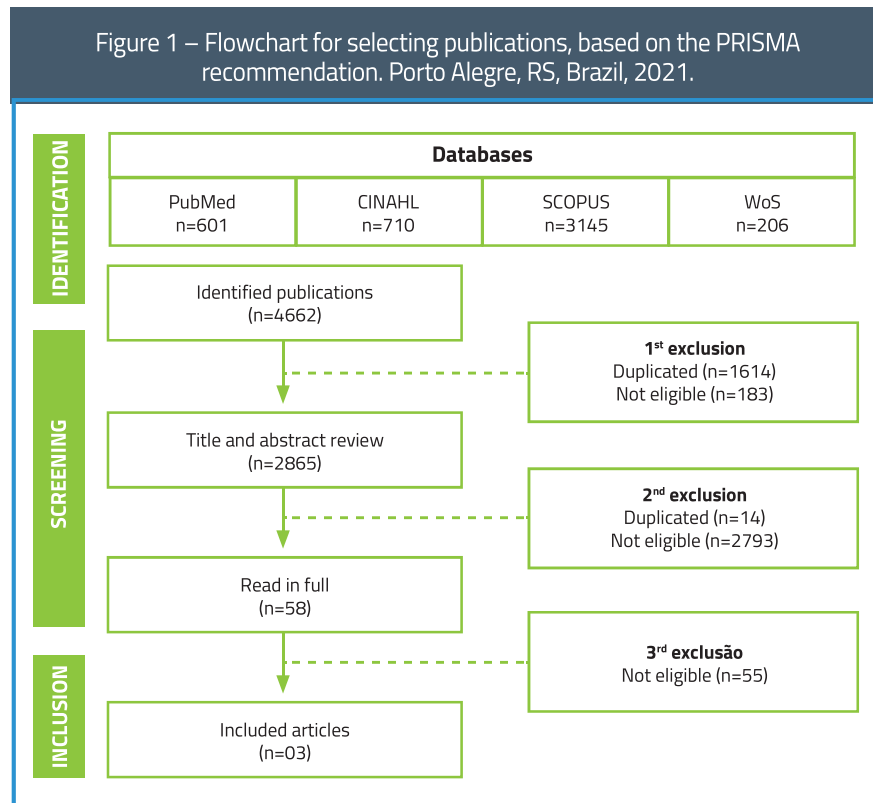 Figure 1 – Flowchart for selecting publications, based on the PRISMA
recommendation. Porto Alegre, RS, Brazil, 2021.
IDENTIFICATION
Databases
PubMed
n=601
CINAHL
n=710
SCOPUS
n=3145
WoS
n=206
Identified publications
(n=4662)
SCREENING
1st exclusion
Duplicated (n=1614)
Not eligible (n=183)
Title and abstract review
(n=2865)
2nd exclusion
Duplicated (n=14)
Not eligible (n=2793)
Read in full
(n=58)
3rd exclusão
Not eligible (n=55)
INCLUSION
Included articles
(n=03)